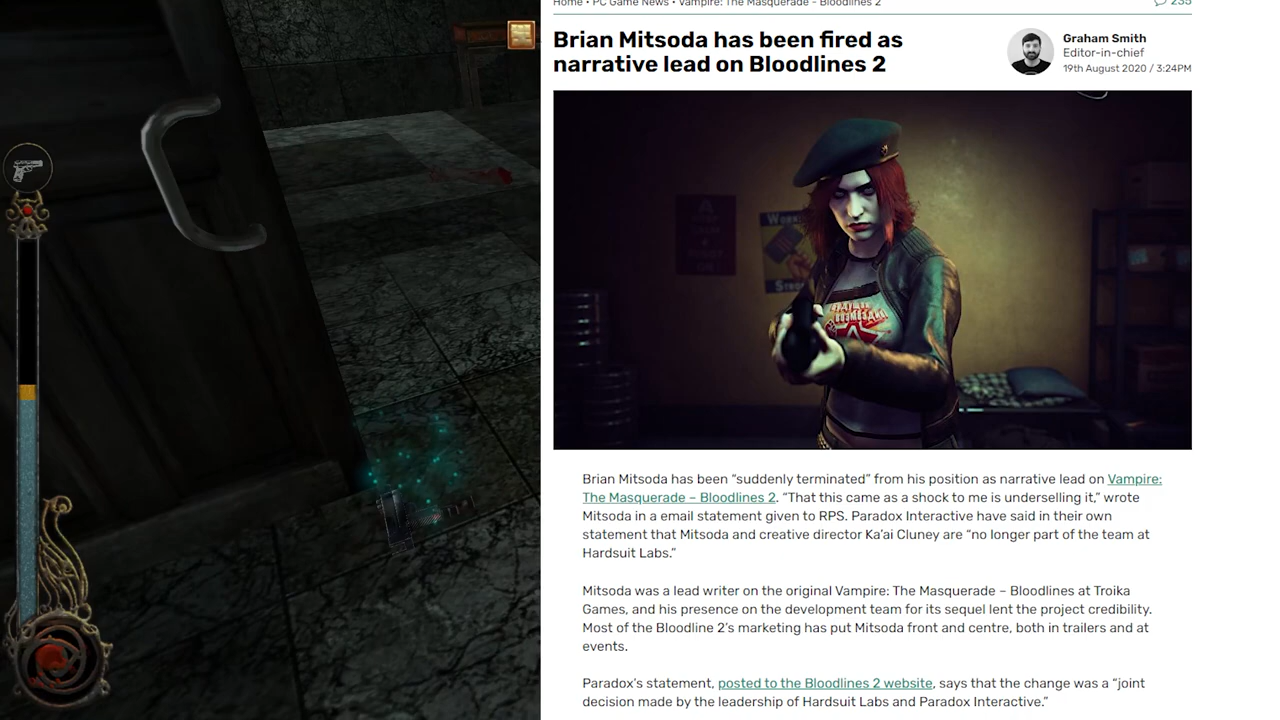 Home • PC Game News • Vampire: The Masquerade - Bloodlines 2
235
Brian Mitsoda has been fired as
narrative lead on Bloodlines 2
Graham Smith
Editor-in-chief
19th August 2020 / 3:24PM
Brian Mitsoda has been “suddenly terminated” from his position as narrative lead on Vampire:
The Masquerade – Bloodlines 2. “That this came as a shock to me is underselling it,” wrote
Mitsoda in a email statement given to RPS. Paradox Interactive have said in their own
statement that Mitsoda and creative director Ka’ai Cluney are “no longer part of the team at
Hardsuit Labs.”
Mitsoda was a lead writer on the original Vampire: The Masquerade – Bloodlines at Troika
Games, and his presence on the development team for its sequel lent the project credibility.
Most of the Bloodline 2’s marketing has put Mitsoda front and centre, both in trailers and at
events.
Paradox’s statement, posted to the Bloodlines 2 website, says that the change was a “joint
decision made by the leadership of Hardsuit Labs and Paradox Interactive.”